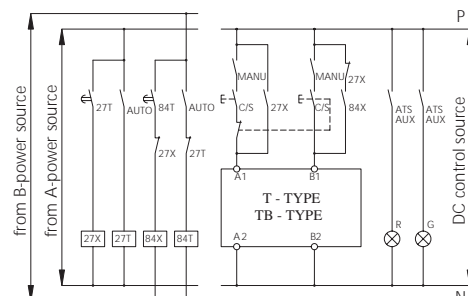 P
from B-power source
from A-power source
MANU
MANU
27X
27T
AUTO
84T
AUTO
C/S
27X
C/S
84X
ATS
AUX
ATS
AUX
27X
27T
A1
B1
T - TYPE
TB - TYPE
A2
B2
R
G
27X
27T
84X
84T
DC control source
N